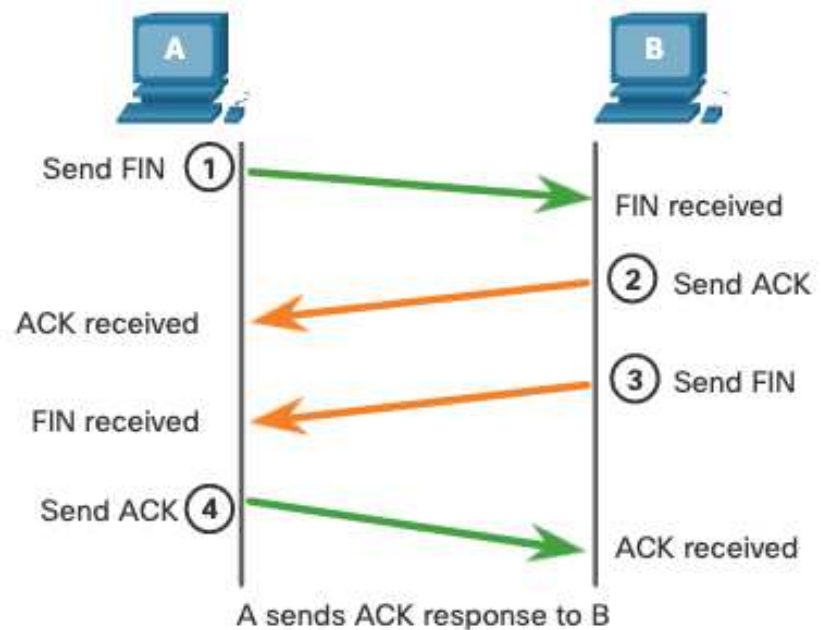 A
B
Send FIN 1
FIN received
2 Send ACK
ACK received
3 Send FIN
FIN received
Send ACK 4
ACK received
A sends ACK response to B